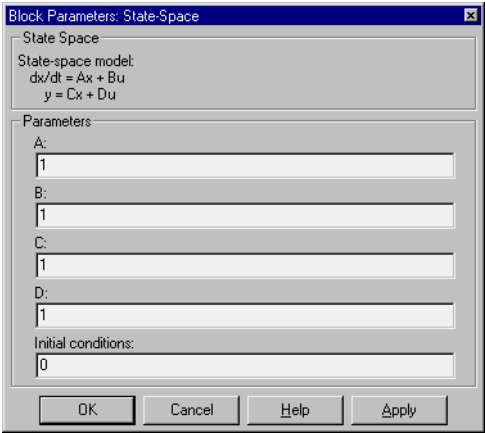 Block Parameters: State-Space
State Space
State-space model:
dx/dt = Ax + Bu
y = Cx + Du
Parameters
A:
1
B:
1
C:
1
D:
1
Initial conditions:
0
OK Cancel Help Apply